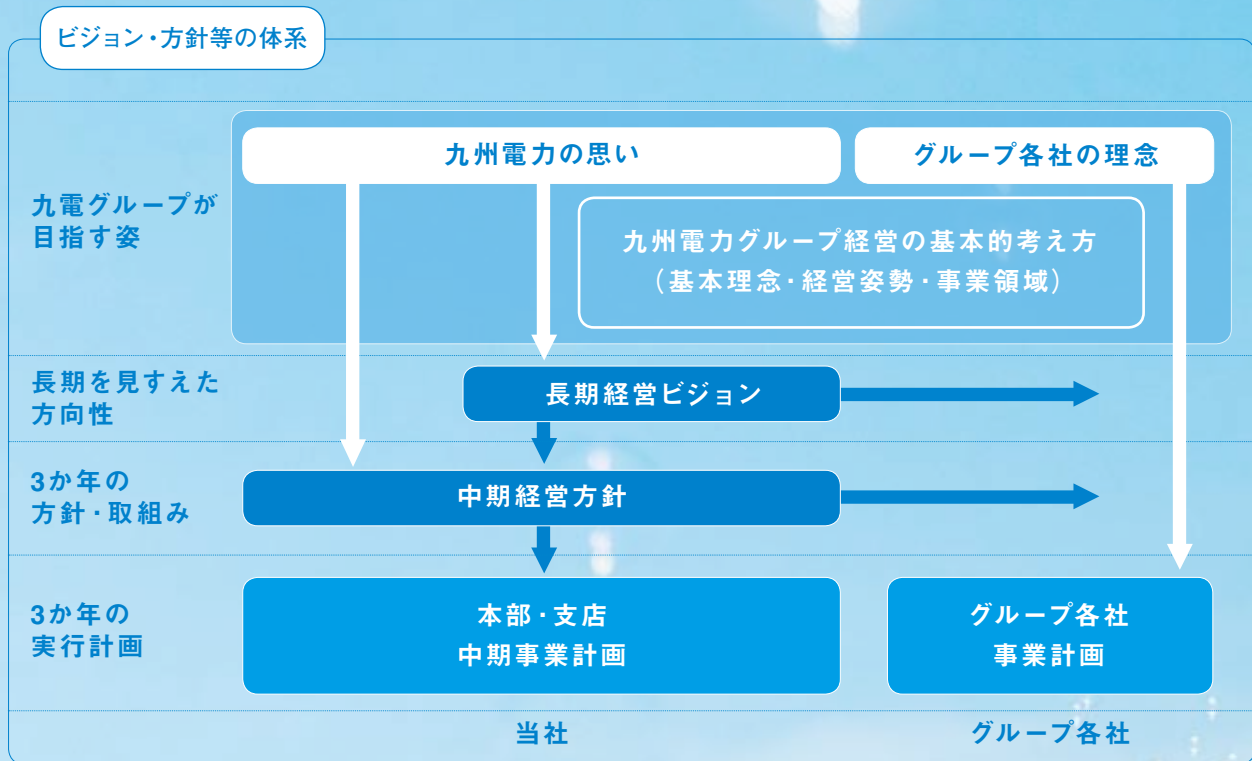 ビジョン・方針等の体系
九州電力の思い
グループ各社の理念
九電グループが
目指す姿
九州電力グループ経営の基本的考え方
（基本理念・経営姿勢・事業領域）
長期を見すえた
方向性
長期経営ビジョン
3か年の
方針・取組み
中期経営方針
3か年の
実行計画
本部・支店
中期事業計画
グループ各社
事業計画
当社
グループ各社